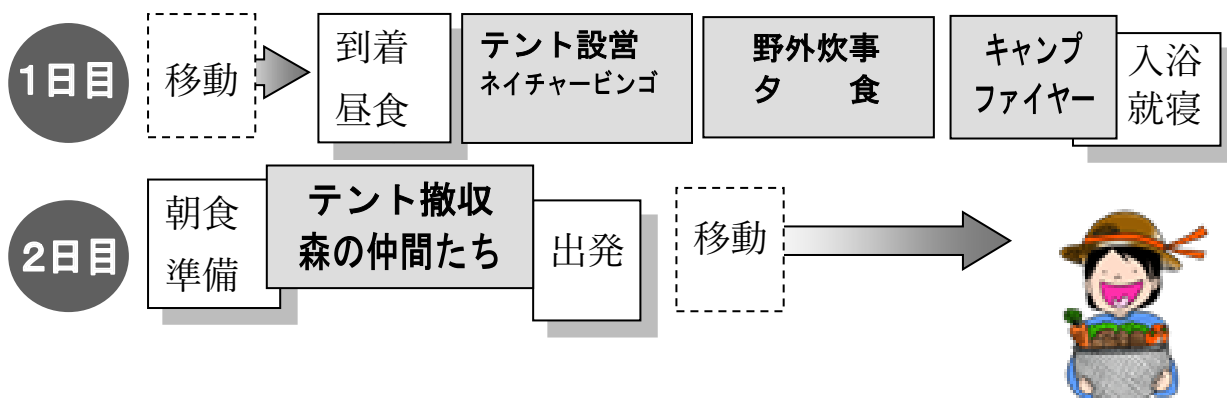 1日目
移動
到着
昼食
テント設営
ネイチャービンゴ
野外炊事
夕　　食
キャンプ
ファイヤー
入浴
就寝
2日目
朝食
準備
テント撤収
森の仲間たち
出発
移動